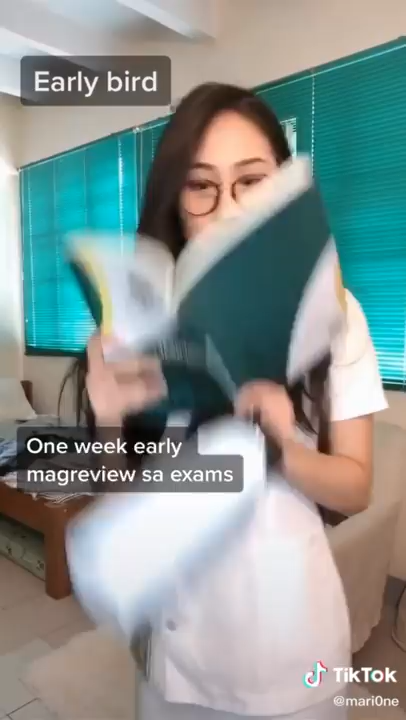 Early bird
One week early
magreview sa exams
TikTok
@mari0ne